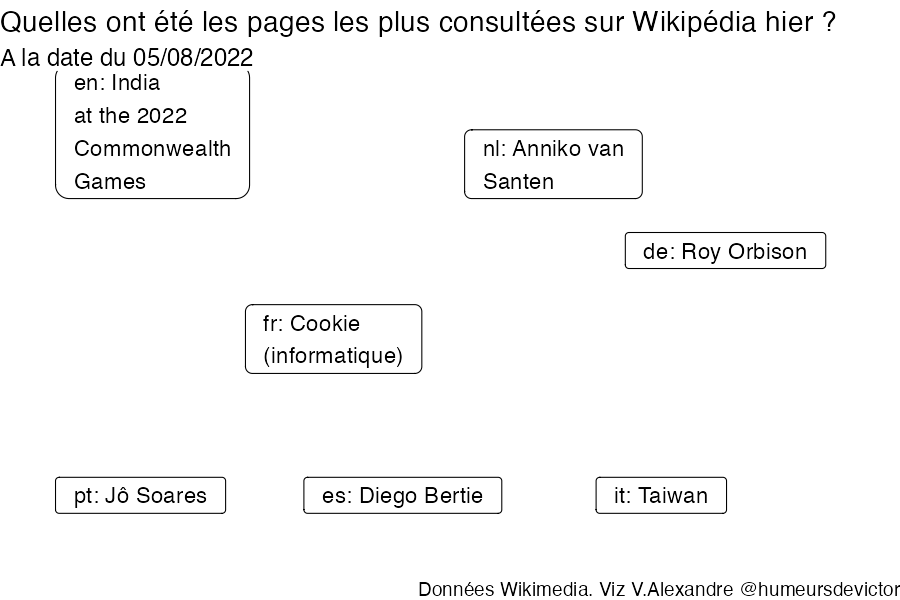 Quelles ont été les pages les plus consultées sur Wikipédia hier ?
A la date du 05/08/2022
en: India
at the 2022
Commonwealth
Games
nl: Anniko van
Santen
de: Roy Orbison
fr: Cookie
(informatique)
pt: Jô Soares
es: Diego Bertie
it: Taiwan
Données Wikimedia. Viz V.Alexandre @humeursdevictor